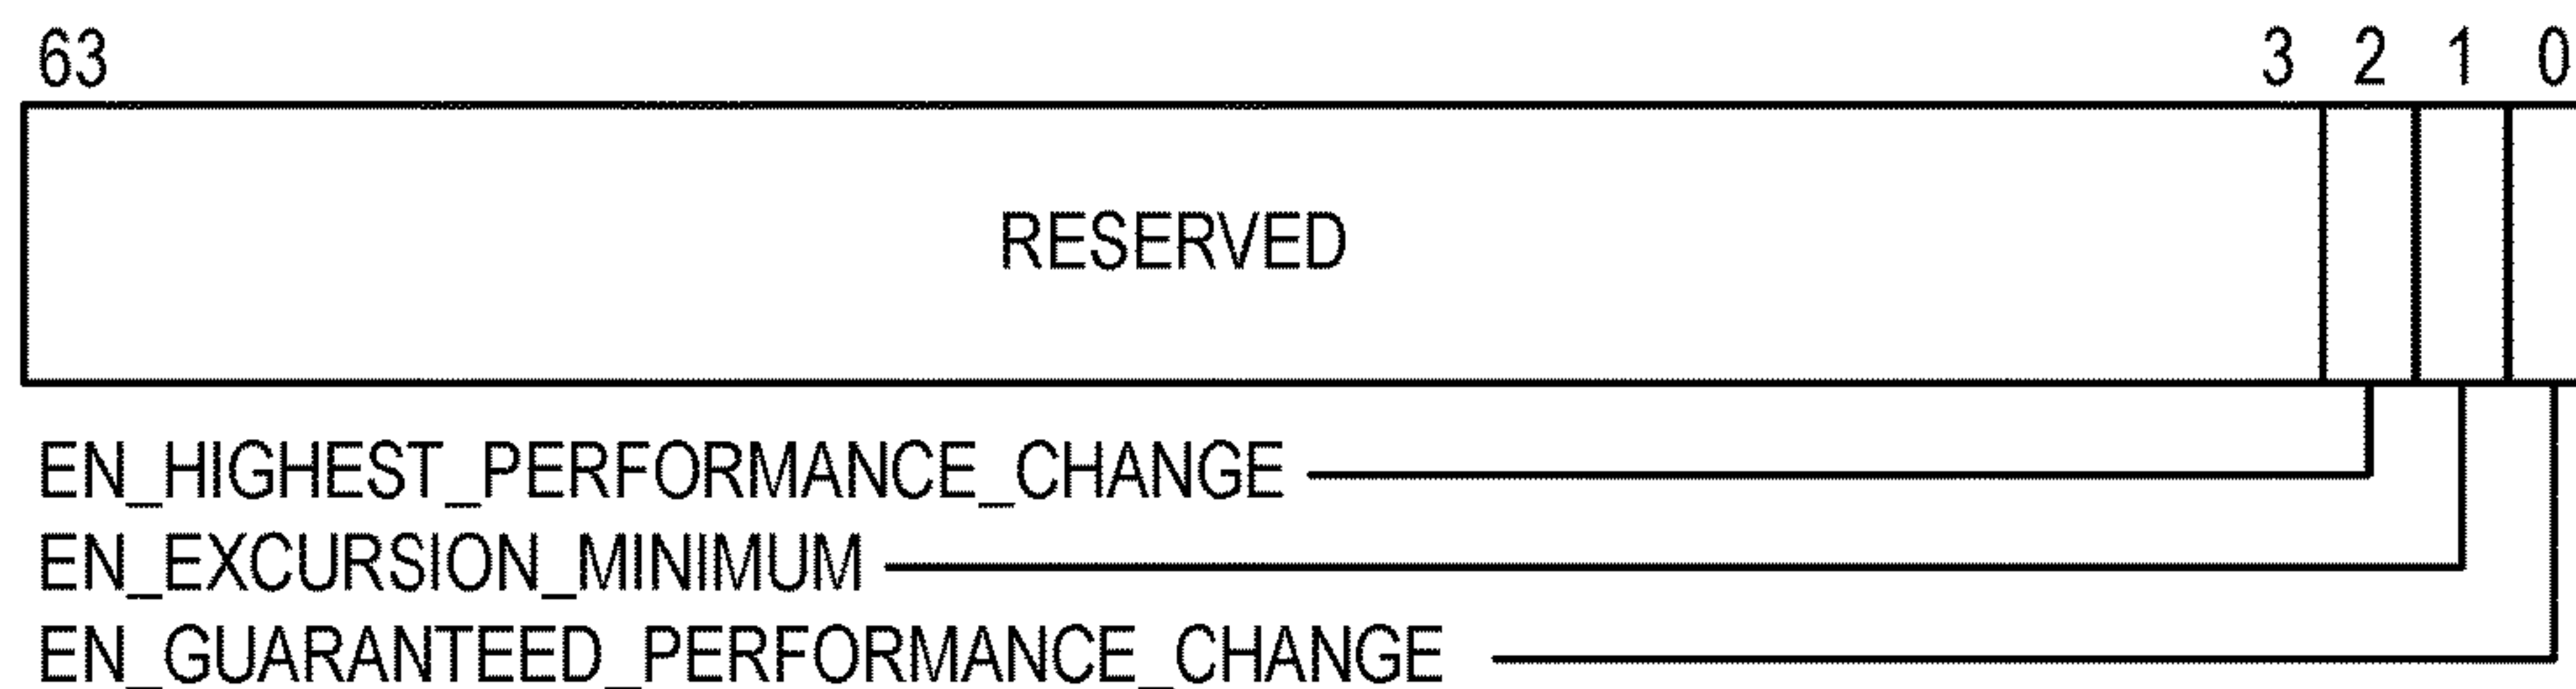 63 3 2 1 0
RESERVED
EN_HIGHEST_PERFORMANCE_CHANGE
EN_EXCURSION_MINIMUM
EN_GUARANTEED_PERFORMANCE_CHANGE